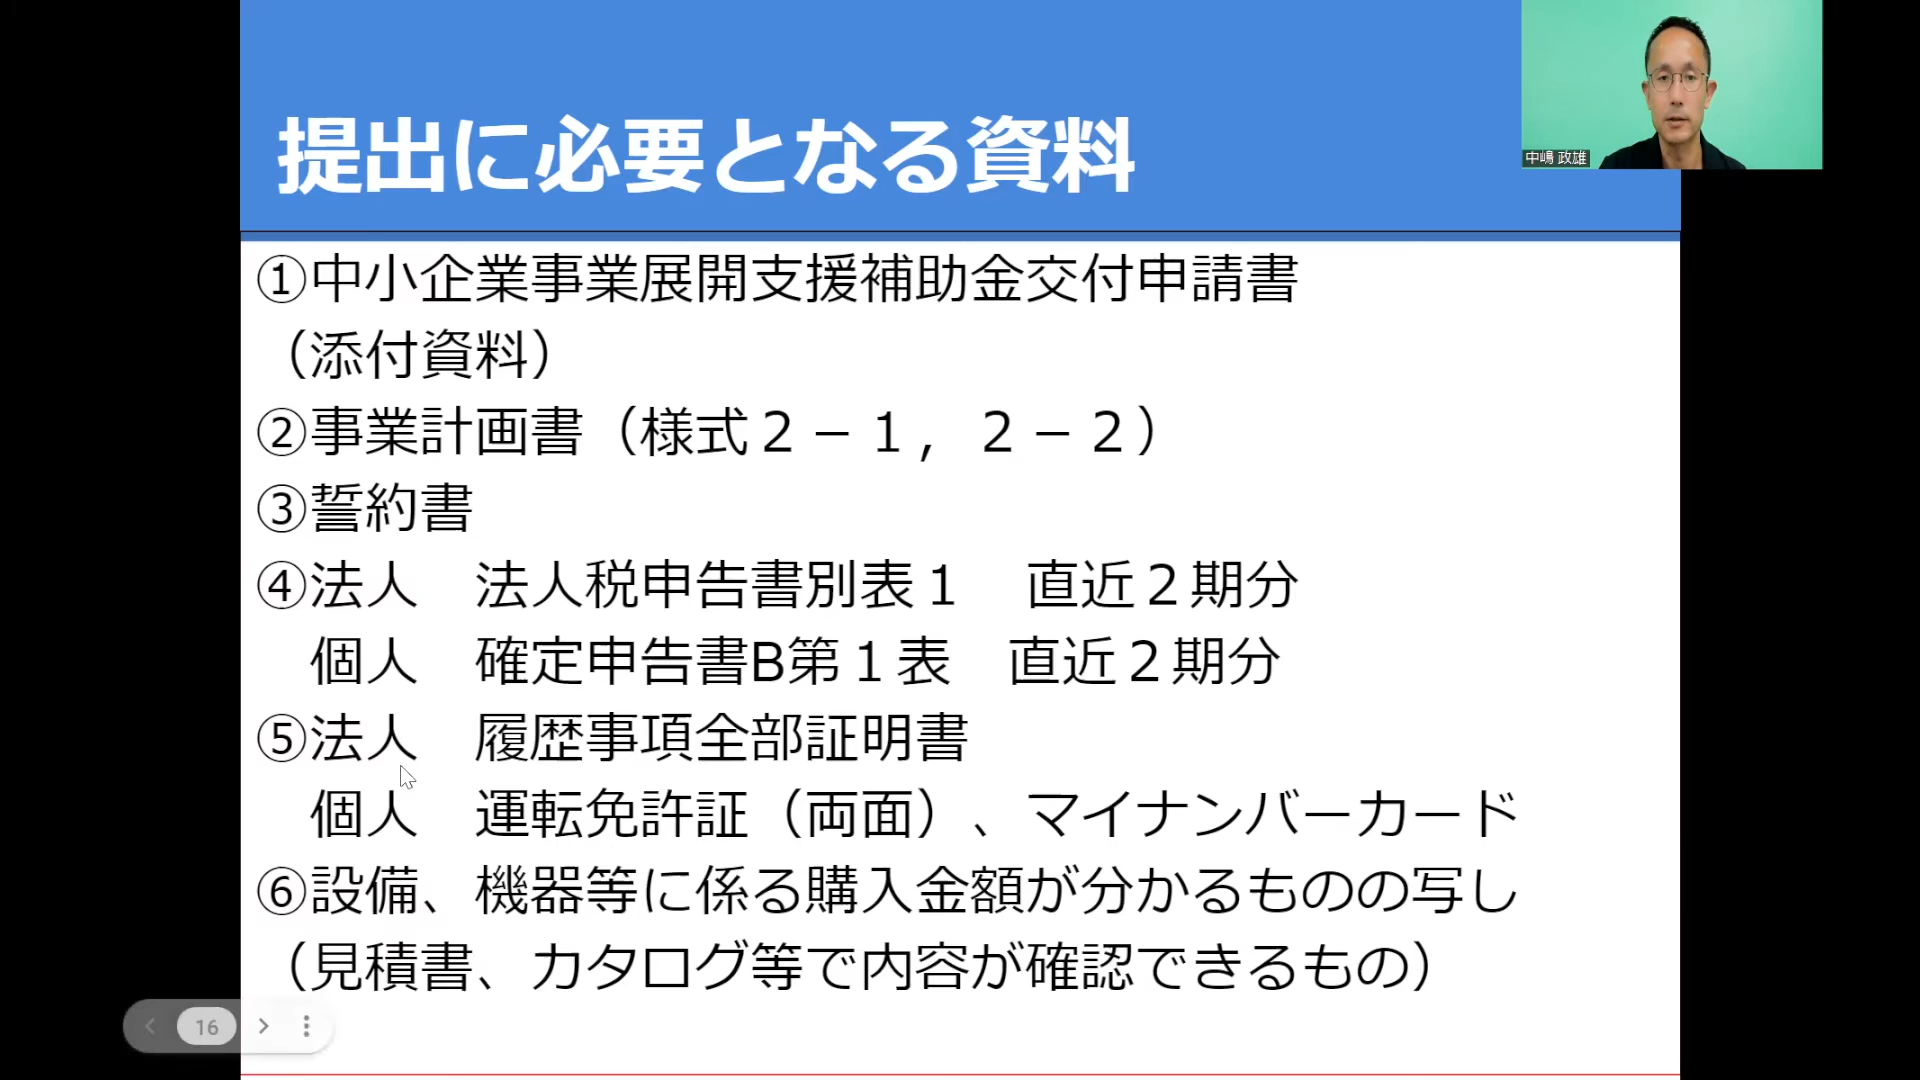 提出に必要となる資料
中嶋 政雄
①中小企業事業展開支援補助金交付申請書
（添付資料）
②事業計画書（様式２－１，２－２）
③誓約書
④法人　法人税申告書別表１　直近２期分
個人　確定申告書B第１表　直近２期分
⑤法人　履歴事項全部証明書
個人　運転免許証（両面）、マイナンバーカード
⑥設備、機器等に係る購入金額が分かるものの写し
（見積書、カタログ等で内容が確認できるもの）
16